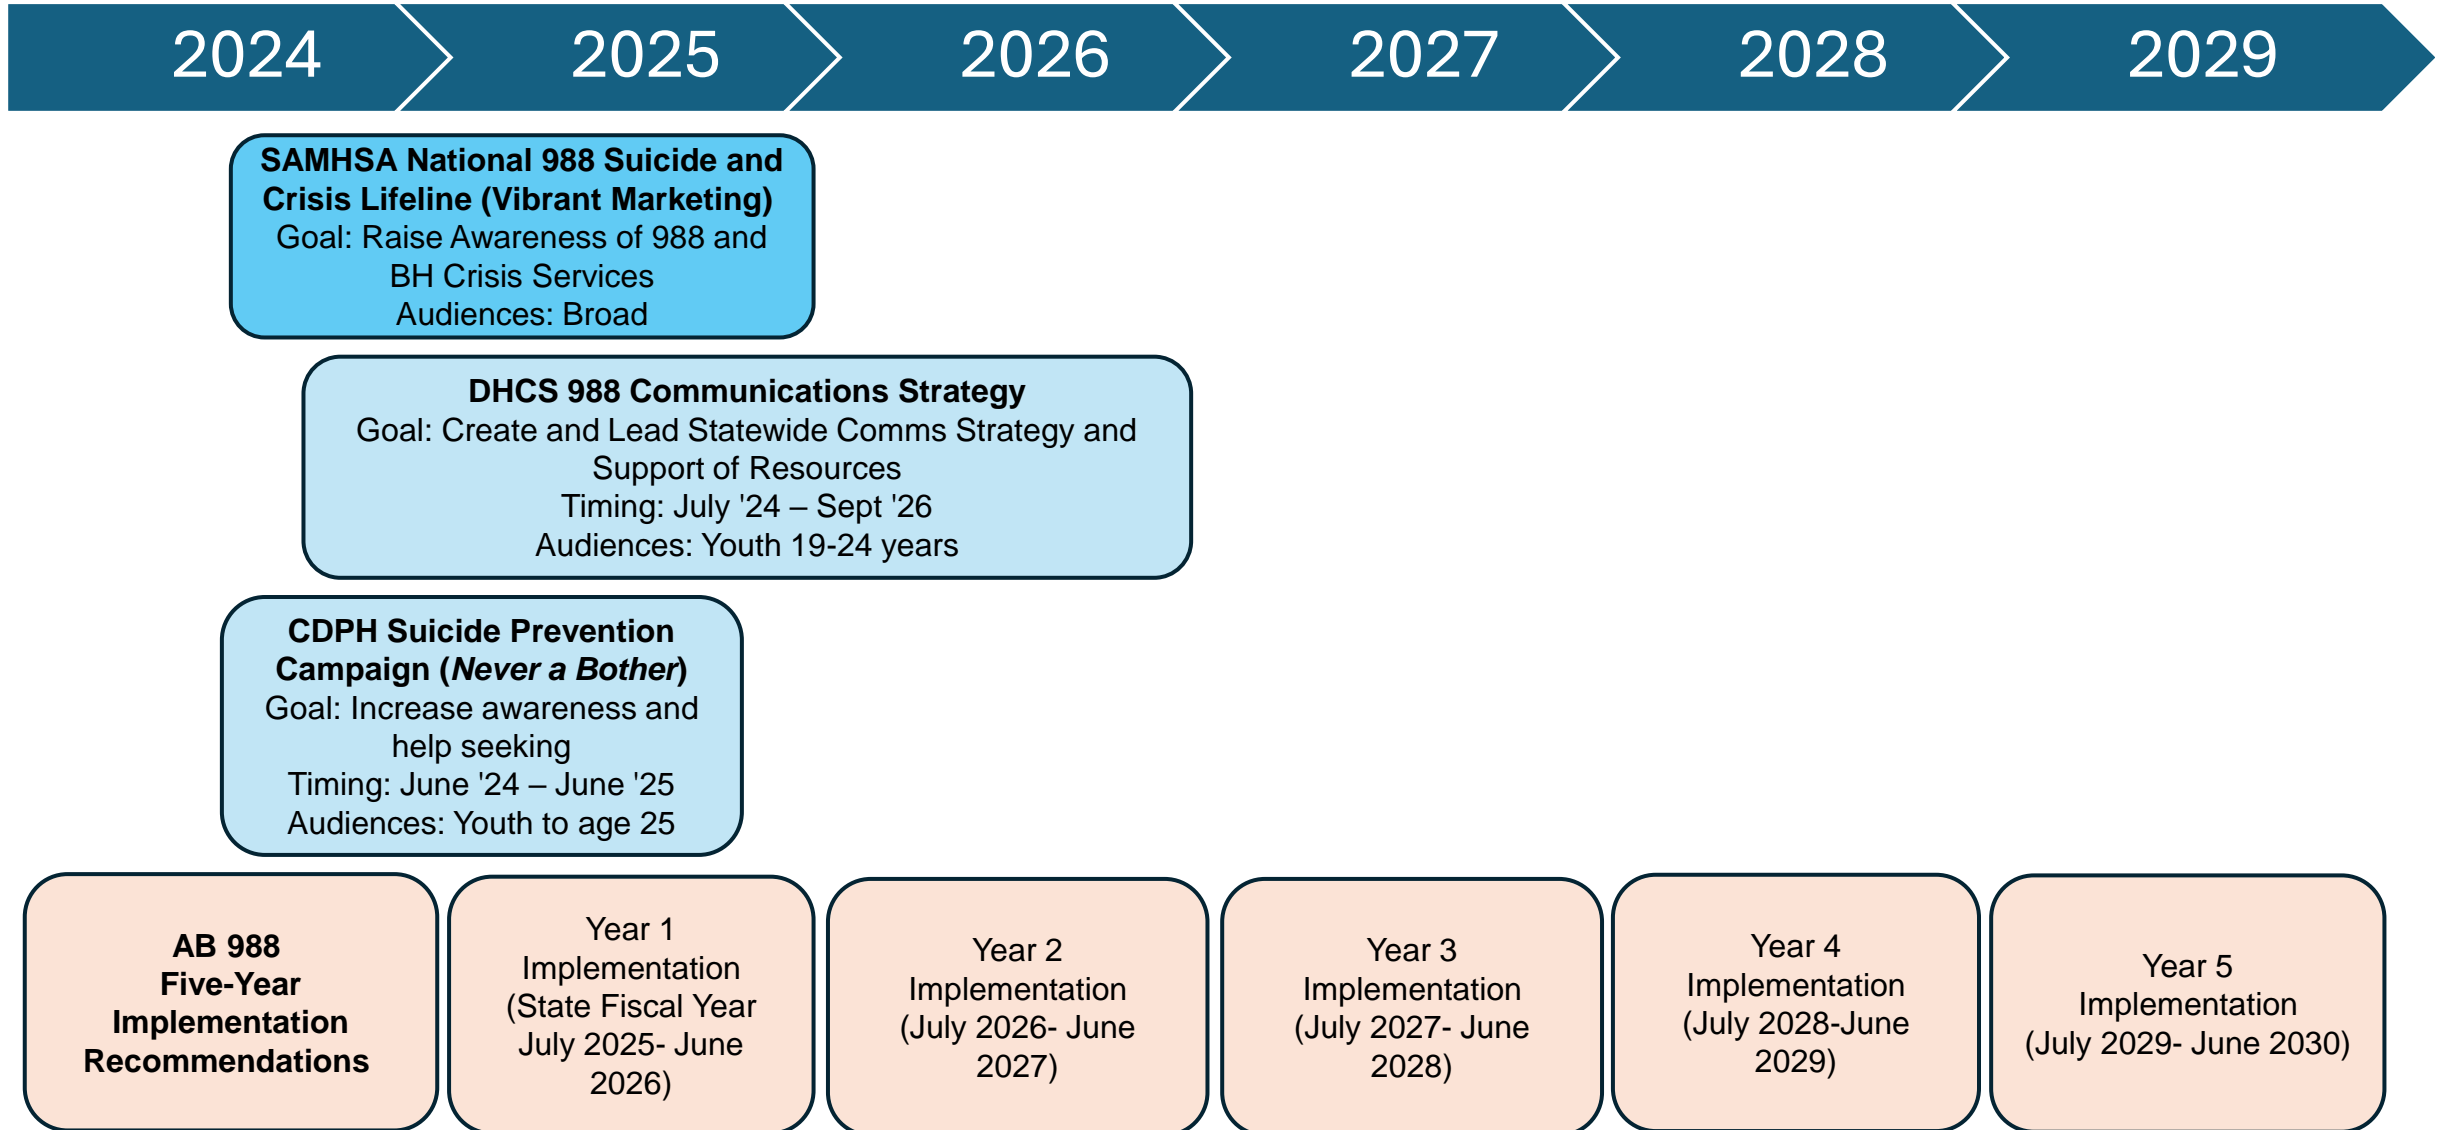 2024
2025
2026
2027
2028
2029
SAMHSA National 988 Suicide and
Crisis Lifeline (Vibrant Marketing)
Goal: Raise Awareness of 988 and
BH Crisis Services
Audiences: Broad
DHCS 988 Communications Strategy
Goal: Create and Lead Statewide Comms Strategy and
Support of Resources
Timing: July '24 – Sept '26
Audiences: Youth 19-24 years
CDPH Suicide Prevention
Campaign (Never a Bother)
Goal: Increase awareness and
help seeking
Timing: June '24 – June '25
Audiences: Youth to age 25
AB 988
Five-Year
Implementation
Recommendations
Year 1
Implementation
(State Fiscal Year
July 2025- June
2026)
Year 2
Implementation
(July 2026- June
2027)
Year 3
Implementation
(July 2027- June
2028)
Year 4
Implementation
(July 2028-June
2029)
Year 5
Implementation
(July 2029- June 2030)